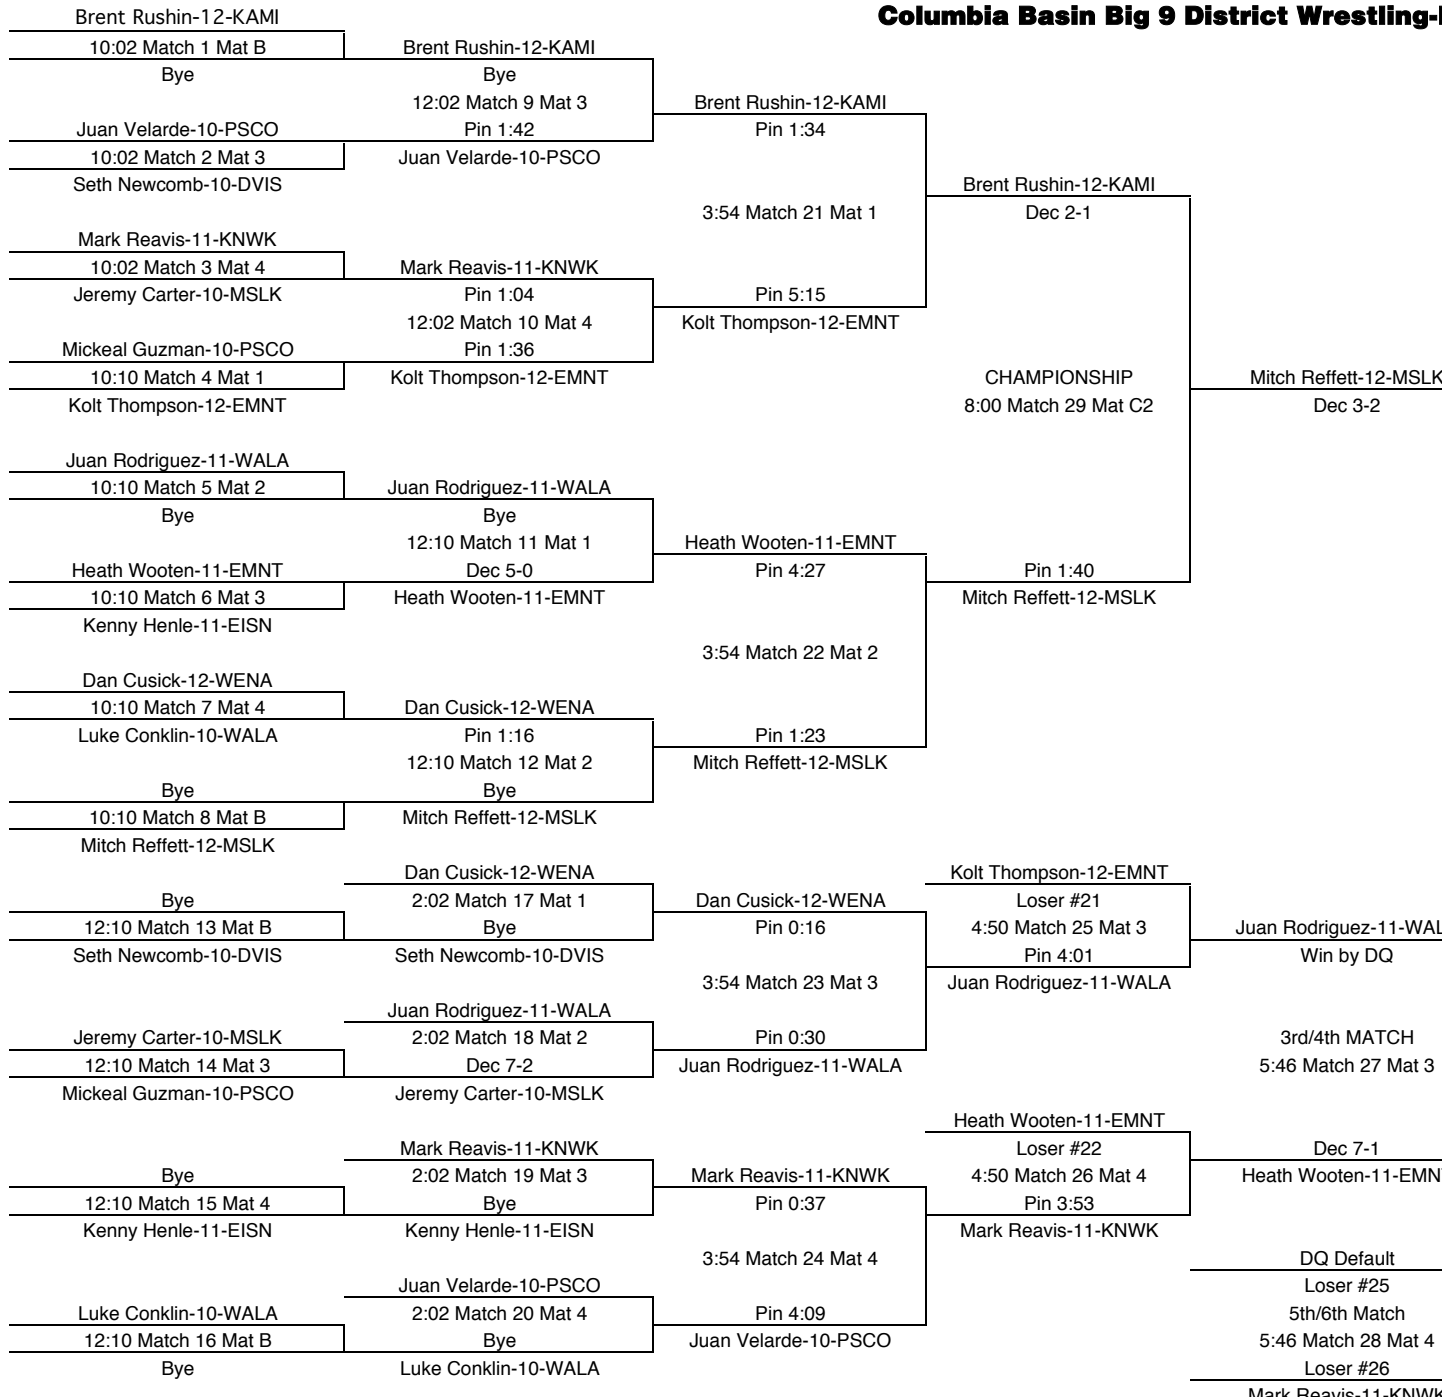 Columbia Basin Big 9 District Wrestling-
Brent Rushin-12-KAMI
10:02 Match 1 Mat B
Brent Rushin-12-KAMI
Bye
Bye
12:02 Match 9 Mat 3
Brent Rushin-12-KAMI
Juan Velarde-10-PSCO
Pin 1:42
Pin 1:34
10:02 Match 2 Mat 3
Juan Velarde-10-PSCO
Seth Newcomb-10-DVIS
Brent Rushin-12-KAMI
3:54 Match 21 Mat 1
Dec 2-1
Mark Reavis-11-KNWK
10:02 Match 3 Mat 4
Mark Reavis-11-KNWK
Jeremy Carter-10-MSLK
Pin 1:04
Pin 5:15
12:02 Match 10 Mat 4
Kolt Thompson-12-EMNT
Mickeal Guzman-10-PSCO
Pin 1:36
10:10 Match 4 Mat 1
Kolt Thompson-12-EMNT
CHAMPIONSHIP
Mitch Reffett-12-MSLK
Kolt Thompson-12-EMNT
8:00 Match 29 Mat C2
Dec 3-2
Juan Rodriguez-11-WALA
10:10 Match 5 Mat 2
Juan Rodriguez-11-WALA
Bye
Bye
12:10 Match 11 Mat 1
Heath Wooten-11-EMNT
Heath Wooten-11-EMNT
Dec 5-0
Pin 4:27
Pin 1:40
10:10 Match 6 Mat 3
Heath Wooten-11-EMNT
Mitch Reffett-12-MSLK
Kenny Henle-11-EISN
3:54 Match 22 Mat 2
Dan Cusick-12-WENA
10:10 Match 7 Mat 4
Dan Cusick-12-WENA
Luke Conklin-10-WALA
Pin 1:16
Pin 1:23
12:10 Match 12 Mat 2
Mitch Reffett-12-MSLK
Bye
Bye
10:10 Match 8 Mat B
Mitch Reffett-12-MSLK
Mitch Reffett-12-MSLK
Dan Cusick-12-WENA
Kolt Thompson-12-EMNT
Bye
2:02 Match 17 Mat 1
Dan Cusick-12-WENA
Loser #21
12:10 Match 13 Mat B
Bye
Pin 0:16
4:50 Match 25 Mat 3
Juan Rodriguez-11-WAL
Seth Newcomb-10-DVIS
Seth Newcomb-10-DVIS
Pin 4:01
Win by DQ
3:54 Match 23 Mat 3
Juan Rodriguez-11-WALA
Juan Rodriguez-11-WALA
Jeremy Carter-10-MSLK
2:02 Match 18 Mat 2
Pin 0:30
3rd/4th MATCH
12:10 Match 14 Mat 3
Dec 7-2
Juan Rodriguez-11-WALA
5:46 Match 27 Mat 3
Mickeal Guzman-10-PSCO
Jeremy Carter-10-MSLK
Heath Wooten-11-EMNT
Mark Reavis-11-KNWK
Loser #22
Dec 7-1
Bye
2:02 Match 19 Mat 3
Mark Reavis-11-KNWK
4:50 Match 26 Mat 4
Heath Wooten-11-EMN
12:10 Match 15 Mat 4
Bye
Pin 0:37
Pin 3:53
Kenny Henle-11-EISN
Kenny Henle-11-EISN
Mark Reavis-11-KNWK
3:54 Match 24 Mat 4
DQ Default
Juan Velarde-10-PSCO
Loser #25
Luke Conklin-10-WALA
2:02 Match 20 Mat 4
Pin 4:09
5th/6th Match
12:10 Match 16 Mat B
Bye
Juan Velarde-10-PSCO
5:46 Match 28 Mat 4
Bye
Luke Conklin-10-WALA
Loser #26
Mark Reavis-11-KNWK